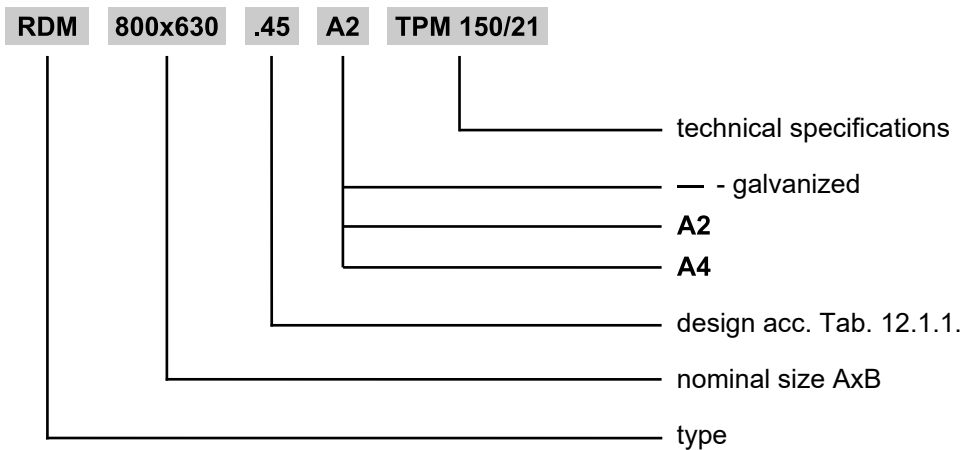 RDM 800x630 .45 A2 TPM 150/21
technical specifications
— - galvanized
A2
A4
design acc. Tab. 12.1.1.
nominal size AxB
type